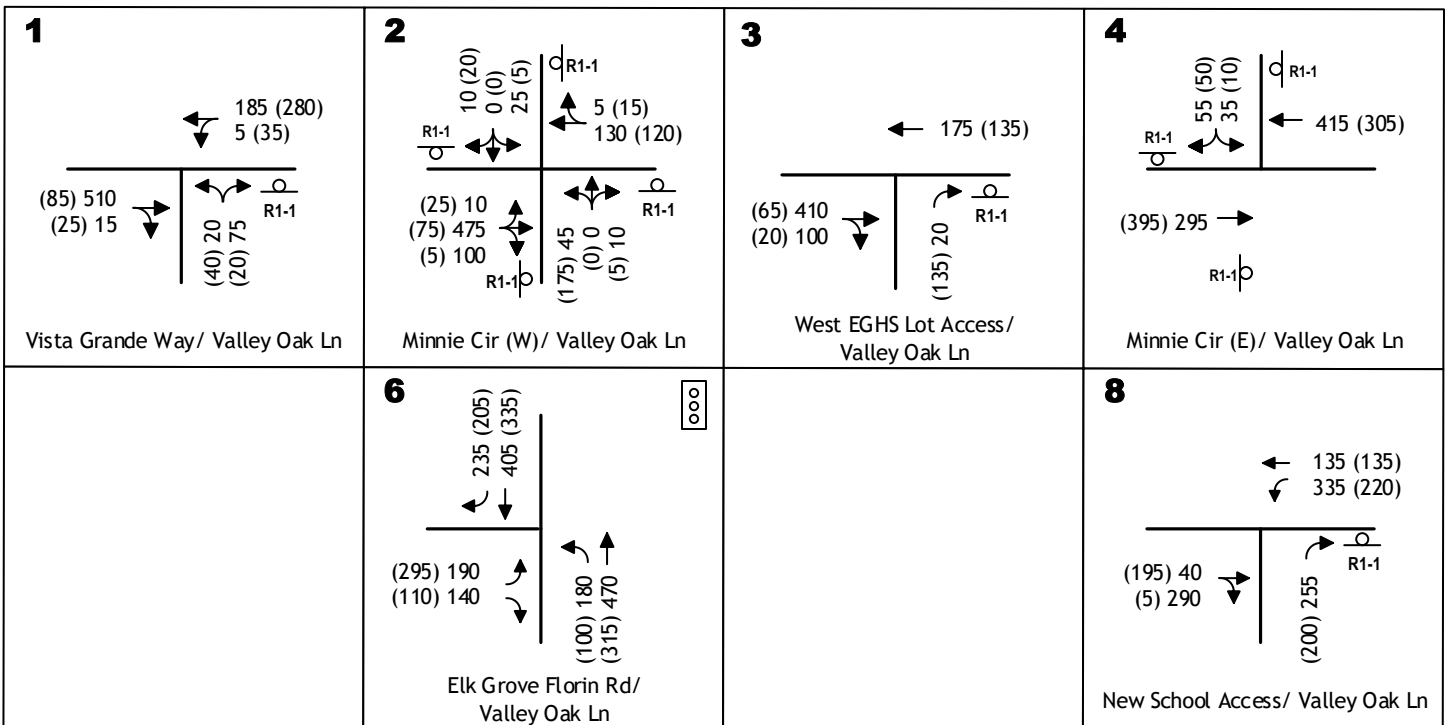 1
185 (280)
5 (35)
(85) 510
(25) 15
(40) 20
(20) 75
R1-1
Vista Grande Way/ Valley Oak Ln
2
10 (20)
0 (0)
25 (5)
R1-1
5 (15)
130 (120)
R1-1
(25) 10
(75) 475
(5) 100
R1-1
(175) 45
(0) 0
(5) 10
R1-1
Minnie Cir (W)/ Valley Oak Ln
3
175 (135)
(65) 410
(20) 100
(135) 20
R1-1
West EGHS Lot Access/
Valley Oak Ln
4
55 (50)
35 (10)
R1-1
415 (305)
R1-1
(395) 295
R1-1
Minnie Cir (E)/ Valley Oak Ln
6
235 (205)
405 (335)
(295) 190
(110) 140
(100) 180
(315) 470
Elk Grove Florin Rd/
Valley Oak Ln
8
135 (135)
335 (220)
(195) 40
(5) 290
(200) 255
R1-1
New School Access/ Valley Oak Ln